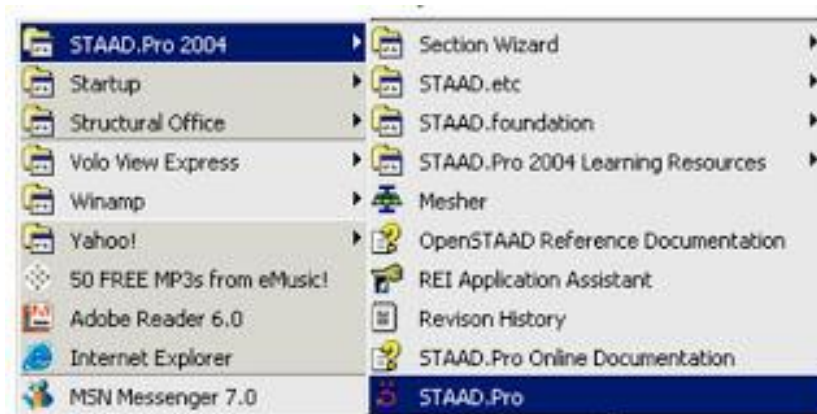 STAAD.Pro 2004
Startup
Structural Office
Volo View Express
Winamp
Yahoo!
50 FREE MP3s from eMusic!
Adobe Reader 6.0
Internet Explorer
MSN Messenger 7.0
Section Wizard
STAAD.etc
STAAD.foundation
STAAD.Pro 2004 Learning Resources
Mesher
OpenSTAAD Reference Documentation
REI Application Assistant
Revison History
STAAD.Pro Online Documentation
STAAD.Pro